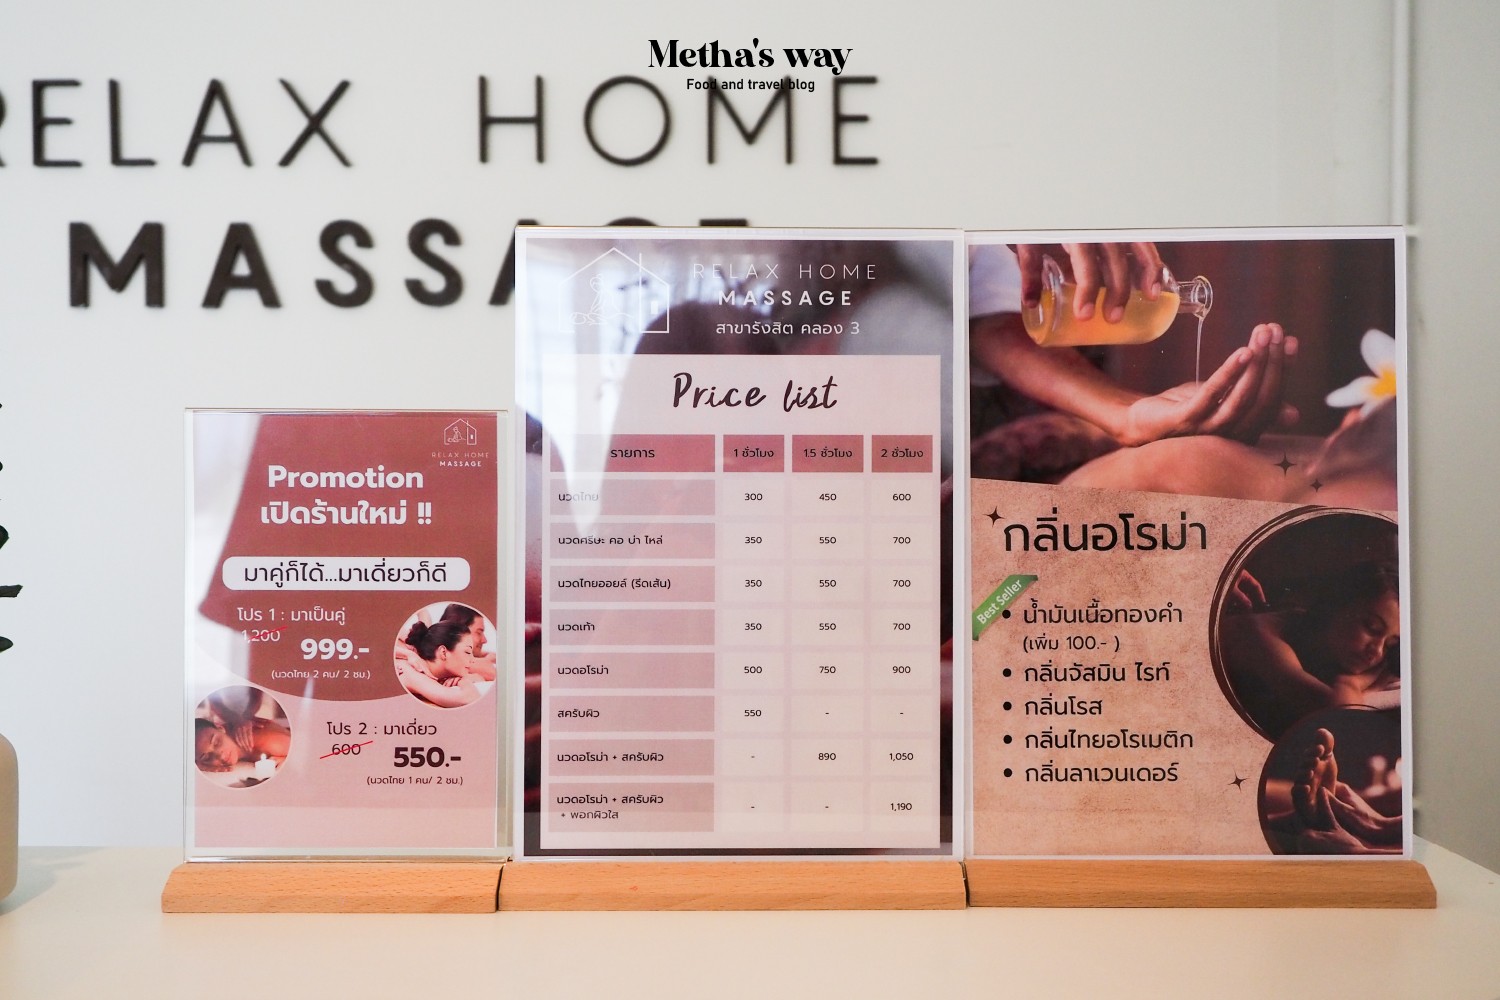 Metha's way
Food and travel blog
RELAX HOME
MASSAGE
RELAX HOME
MASSAGE
Promotion
เปิดร้านใหม่ !!
มาคู่ก็ได้...มาเดี่ยวก็ดี
โปร 1 : มาเป็นคู่
1,200
999.-
(นวดไทย 2 คน/ 2 ชม.)
โปร 2 : มาเดี่ยว
600
550.-
(นวดไทย 1 คน/ 2 ชม.)
RELAX HOME
MASSAGE
สาขารังสิต คลอง 3
Price list
รายการ 1 ชั่วโมง 1.5 ชั่วโมง 2 ชั่วโมง
นวดไทย 300 450 600
นวดศรีษะ คอ บ่า ไหล่ 350 550 700
นวดไทยออยล์ (รีดเส้น) 350 550 700
นวดเท้า 350 550 700
นวดอโรม่า 500 750 900
สครับผิว 550 - -
นวดอโรม่า + สครับผิว - 890 1,050
นวดอโรม่า + สครับผิว - - 1,190
+ พอกผิวใส
กลิ่นอโรม่า
Best Seller
• น้ำมันเนื้อทองคำ
(เพิ่ม 100.- )
• กลิ่นจัสมิน ไรท์
• กลิ่นโรส
• กลิ่นไทยอโรเมติก
• กลิ่นลาเวนเดอร์